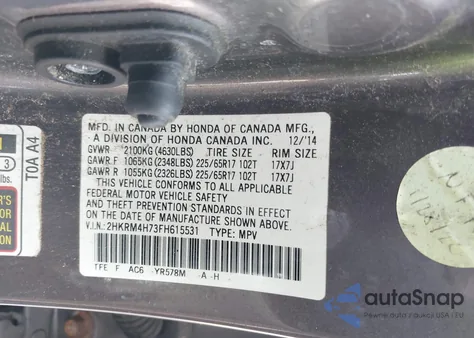 MFD. IN CANADA BY HONDA OF CANADA MFG.,
A DIVISION OF HONDA CANADA INC. 12/'14
GVWR 2100KG (4630LBS) TIRE SIZE RIM SIZE
GAWR F 1065KG (2348LBS) 225/65R17 102T 17X7J
GAWR R 1055KG (2326LBS) 225/65R17 102T 17X7J
THIS VEHICLE CONFORMS TO ALL APPLICABLE
FEDERAL MOTOR VEHICLE SAFETY
AND THEFT PREVENTION STANDARDS
IN EFFECT ON THE DATE OF
MANUFACTURE SHOWN ABOVE.
V.I.N.: 2HKRM4H73FH615531 TYPE: MPV
TFE F AC6 YR578M A-H
3
lbs.
TOA A4
autoSnap